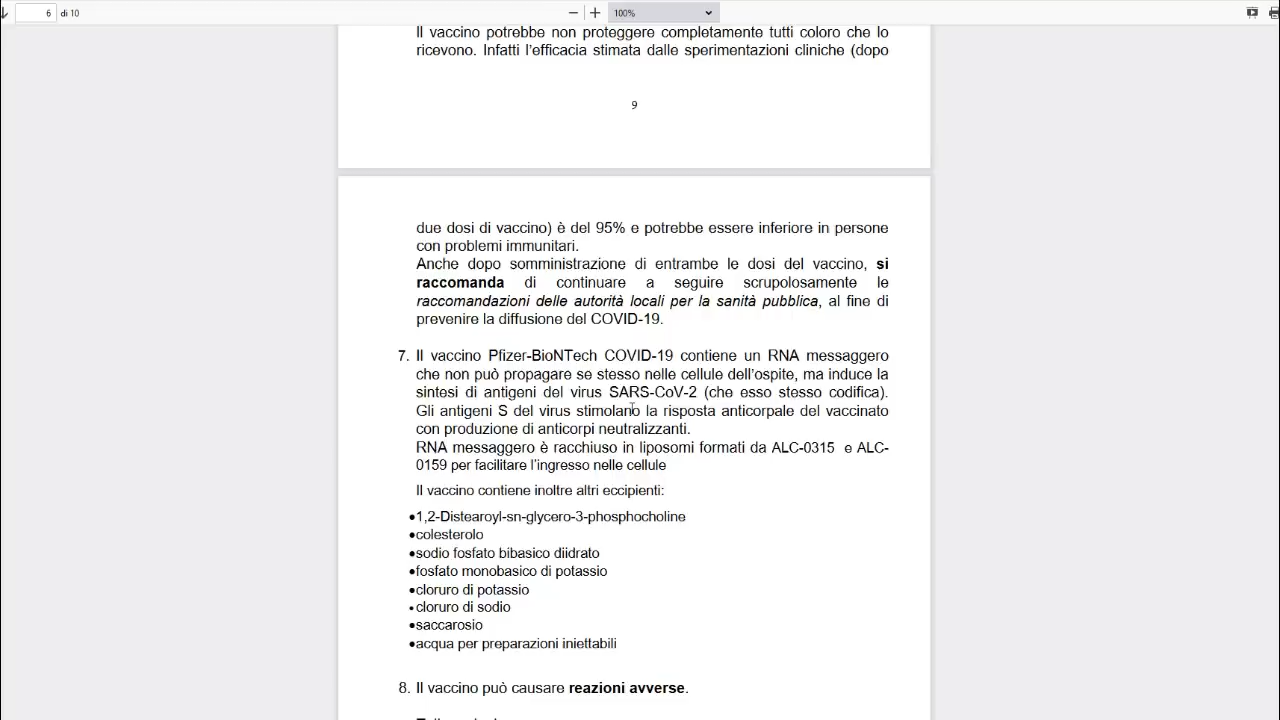 6 di 10
100%
Il vaccino potrebbe non proteggere completamente tutti coloro che lo
ricevono. Infatti l'efficacia stimata dalle sperimentazioni cliniche (dopo
9
due dosi di vaccino) è del 95% e potrebbe essere inferiore in persone
con problemi immunitari.
Anche dopo somministrazione di entrambe le dosi del vaccino, si
raccomanda di continuare a seguire scrupolosamente le
raccomandazioni delle autorità locali per la sanità pubblica, al fine di
prevenire la diffusione del COVID-19.
7. Il vaccino Pfizer-BioNTech COVID-19 contiene un RNA messaggero
che non può propagare se stesso nelle cellule dell'ospite, ma induce la
sintesi di antigeni del virus SARS-CoV-2 (che esso stesso codifica).
Gli antigeni S del virus stimolano la risposta anticorpale del vaccinato
con produzione di anticorpi neutralizzanti.
RNA messaggero è racchiuso in liposomi formati da ALC-0315 e ALC-
0159 per facilitare l'ingresso nelle cellule
Il vaccino contiene inoltre altri eccipienti:
•1,2-Distearoyl-sn-glycero-3-phosphocholine
•colesterolo
•sodio fosfato bibasico diidrato
•fosfato monobasico di potassio
•cloruro di potassio
•cloruro di sodio
•saccarosio
•acqua per preparazioni iniettabili
8. Il vaccino può causare reazioni avverse.